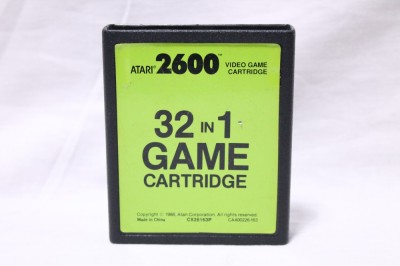 ATARI 2600™ VIDEO GAME CARTRIDGE
32 IN 1
GAME
CARTRIDGE
Copyright © 1988, Atari Corporation. All rights reserved.
Made in China CX26163P